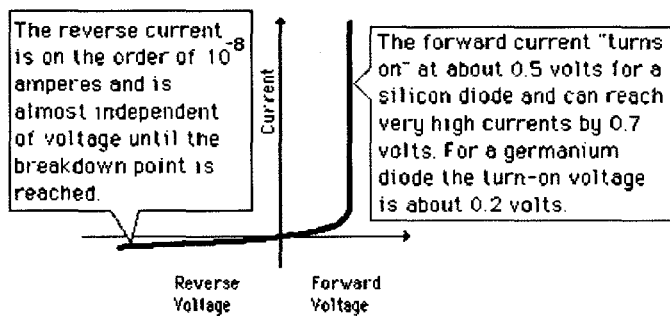 The reverse current
is on the order of 10⁻⁸
amperes and is
almost independent
of voltage until the
breakdown point is
reached.
Current
The forward current "turns
on" at about 0.5 volts for a
silicon diode and can reach
very high currents by 0.7
volts. For a germanium
diode the turn-on voltage
is about 0.2 volts.
Reverse
Voltage
Forward
Voltage